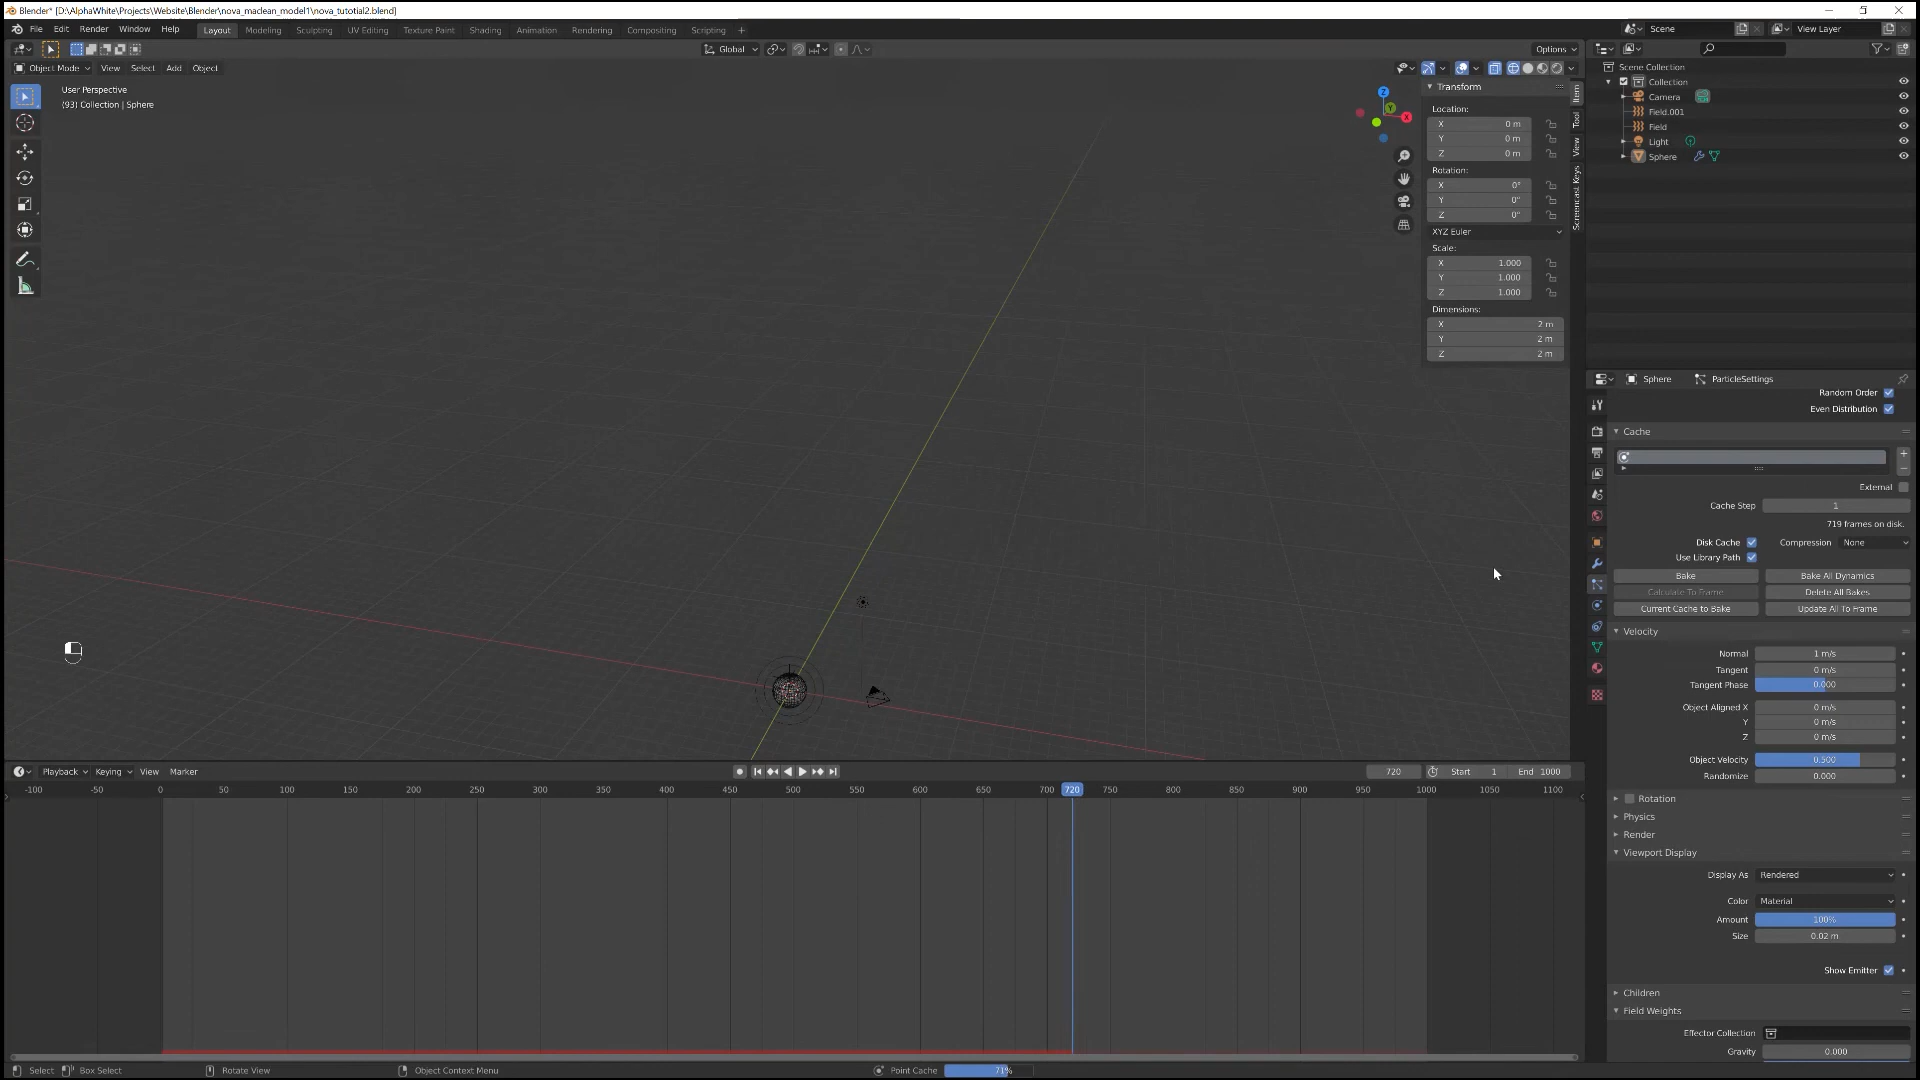 Blender* [D:\AlphaWhite\Projects\Website\Blender\nova_maclean_model1\nova_tutotial2.blend]
File Edit Render Window Help Layout Modeling Sculpting UV Editing Texture Paint Shading Animation Rendering Compositing Scripting + Scene View Layer
Global Options
Object Mode View Select Add Object
User Perspective
(93) Collection | Sphere
Z
Y
X
Transform
Location:
X 0 m
Y 0 m
Z 0 m
Rotation:
X 0°
Y 0°
Z 0°
XYZ Euler
Scale:
X 1.000
Y 1.000
Z 1.000
Dimensions:
X 2 m
Y 2 m
Z 2 m
Item
Tool
View
Screencast Keys
Scene Collection
Collection
Camera
Field.001
Field
Light
Sphere
Sphere ParticleSettings
Random Order
Even Distribution
Cache
External
Cache Step 1
719 frames on disk.
Disk Cache Compression None
Use Library Path
Bake Bake All Dynamics
Calculate To Frame Delete All Bakes
Current Cache to Bake Update All To Frame
Velocity
Normal 1 m/s
Tangent 0 m/s
Tangent Phase 0.000
Object Aligned X 0 m/s
Y 0 m/s
Z 0 m/s
Object Velocity 0.500
Randomize 0.000
Rotation
Physics
Render
Viewport Display
Display As Rendered
Color Material
Amount 100%
Size 0.02 m
Show Emitter
Children
Field Weights
Effector Collection
Gravity 0.000
Playback Keying View Marker 720 Start 1 End 1000
-100 -50 0 50 100 150 200 250 300 350 400 450 500 550 600 650 700 720 750 800 850 900 950 1000 1050 1100
Select Box Select Rotate View Object Context Menu Point Cache 71%